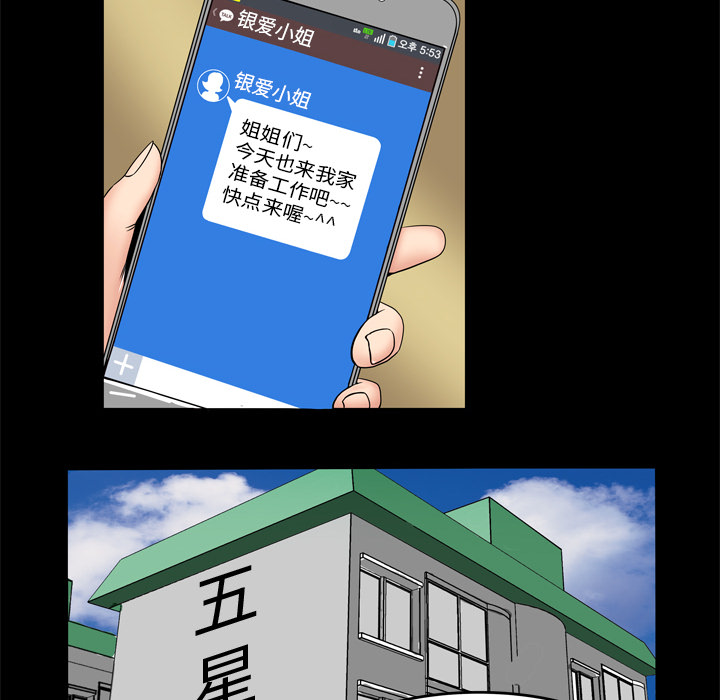 银爱小姐
오후 5:53
银爱小姐
姐姐们~
今天也来我家
准备工作吧~~
快点来喔~^^
五星